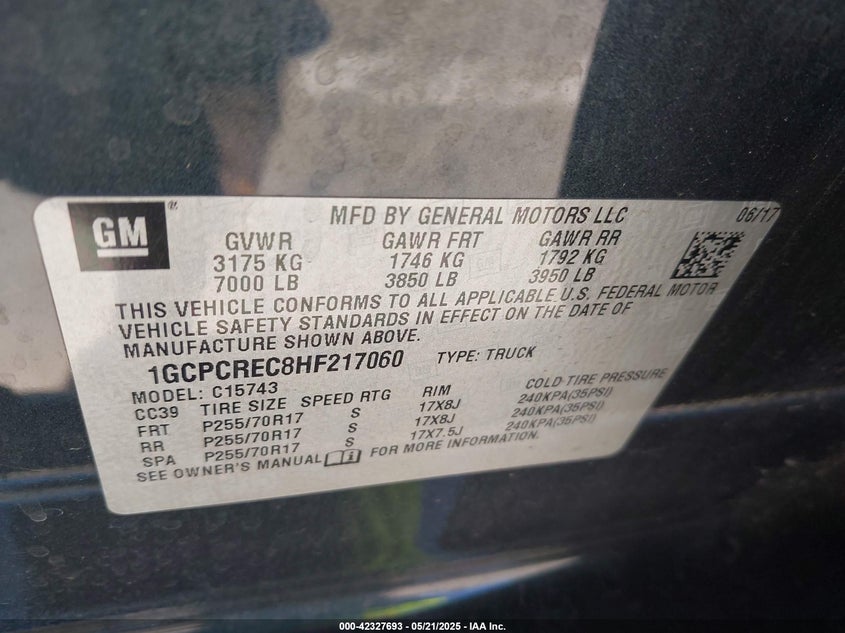 GM ®
MFD BY GENERAL MOTORS LLC 06/17
GVWR GAWR FRT GAWR RR
3175 KG 1746 KG 1792 KG
7000 LB 3850 LB 3950 LB
THIS VEHICLE CONFORMS TO ALL APPLICABLE U.S. FEDERAL MOTOR
VEHICLE SAFETY STANDARDS IN EFFECT ON THE DATE OF
MANUFACTURE SHOWN ABOVE.
1GCPCREC8HF217060 TYPE: TRUCK
MODEL: C15743
CC39 TIRE SIZE SPEED RTG RIM COLD TIRE PRESSURE
FRT P255/70R17 S 17X8J 240KPA(35PSI)
RR P255/70R17 S 17X8J 240KPA(35PSI)
SPA P255/70R17 S 17X7.5J 240KPA(35PSI)
SEE OWNER'S MANUAL FOR MORE INFORMATION.
000-42327693 - 05/21/2025 - IAA Inc.